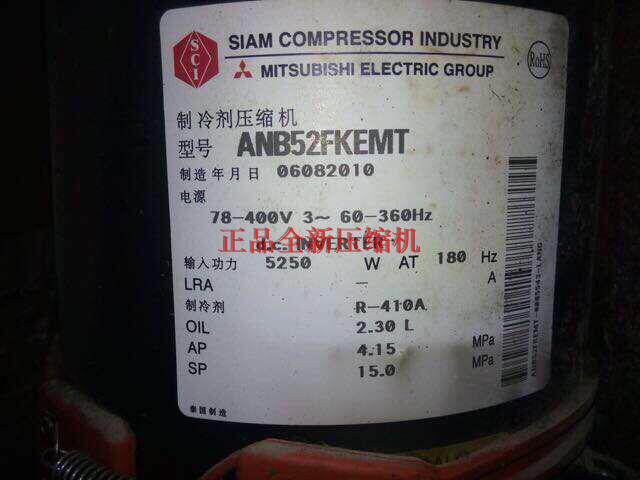 SCI
SIAM COMPRESSOR INDUSTRY
MITSUBISHI ELECTRIC GROUP
RoHS
制冷剂压缩机
型号 ANB52FKEMT
制造年月日 06082010
电源
78-400V 3~ 60-360Hz
正品全新压缩机
d.c. INVERTER
输入功力 5250 W AT 180 Hz
LRA — A
制冷剂 R-410A
OIL 2.30 L
AP 4.15 MPa
SP 15.0 MPa
泰国制造